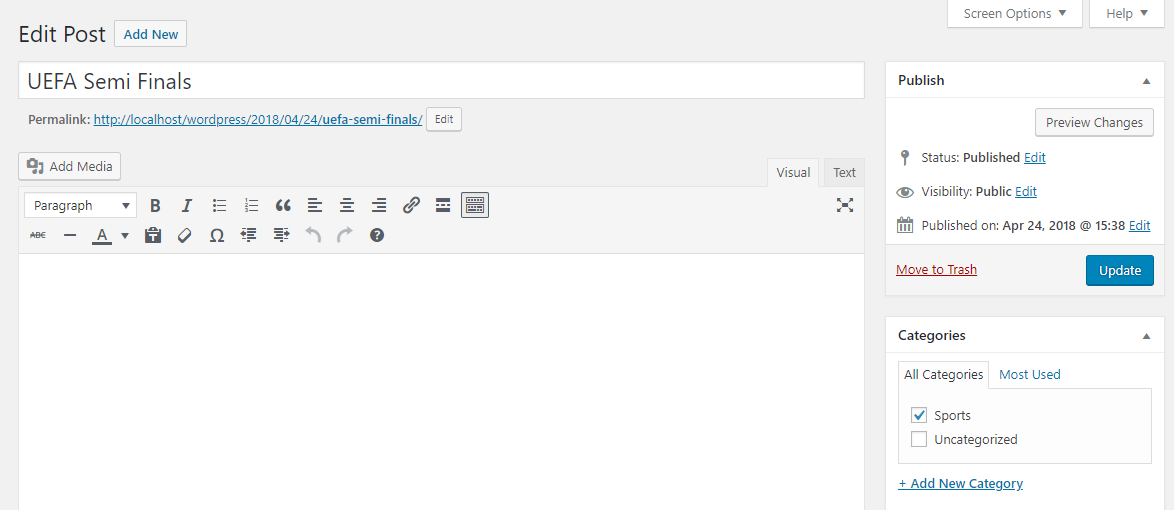 Screen Options
Help
Edit Post
Add New
UEFA Semi Finals
Permalink: http://localhost/wordpress/2018/04/24/uefa-semi-finals/
Edit
Add Media
Visual
Text
Paragraph
B
I
ABC
A
Ω
Publish
Preview Changes
Status: Published Edit
Visibility: Public Edit
Published on: Apr 24, 2018 @ 15:38 Edit
Move to Trash
Update
Categories
All Categories
Most Used
Sports
Uncategorized
+ Add New Category